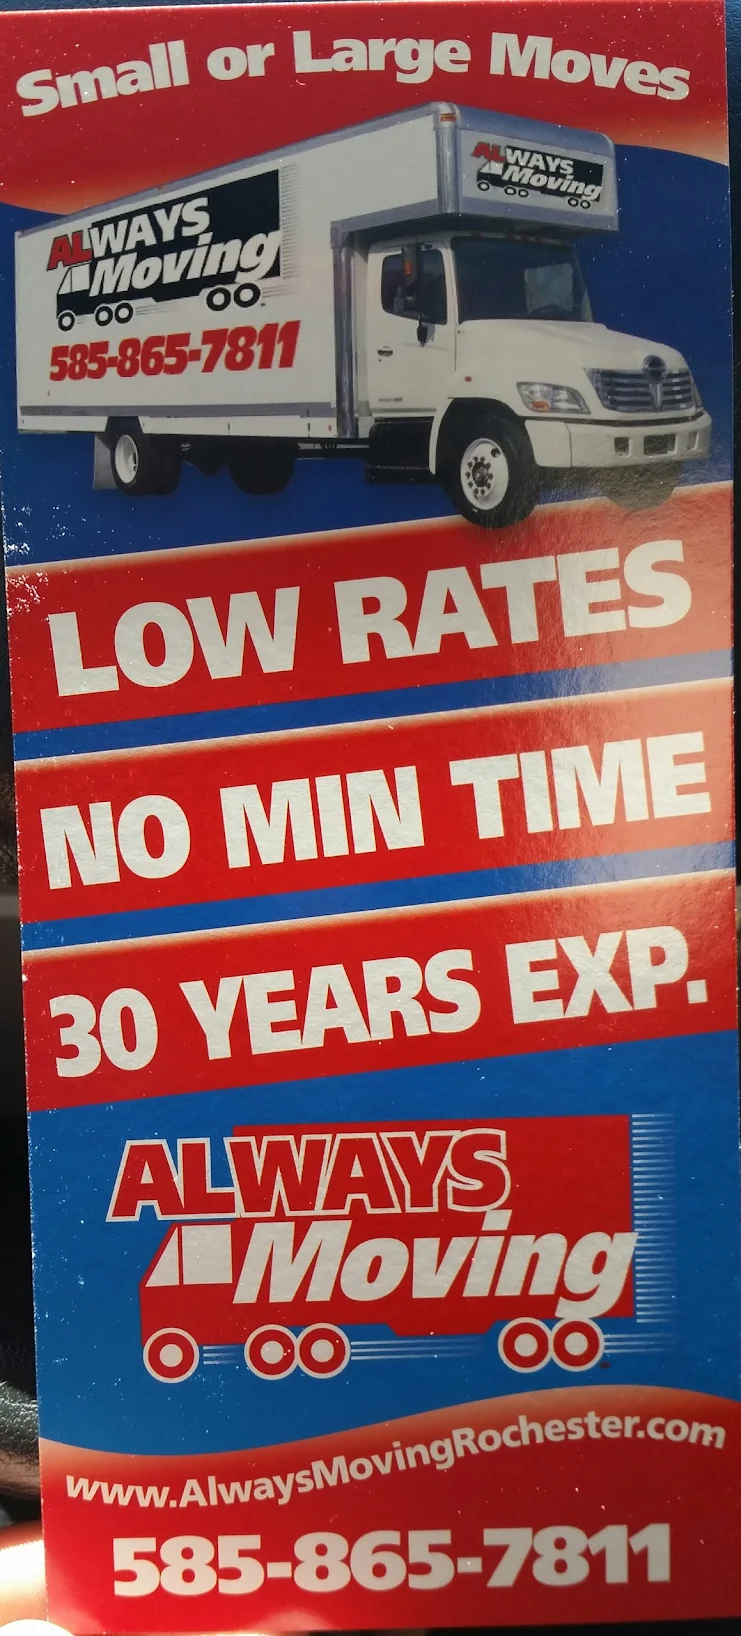 Small or Large Moves
ALWAYS
Moving
ALWAYS
Moving
585-865-7811
LOW RATES
NO MIN TIME
30 YEARS EXP.
ALWAYS
Moving
www.AlwaysMovingRochester.com
585-865-7811